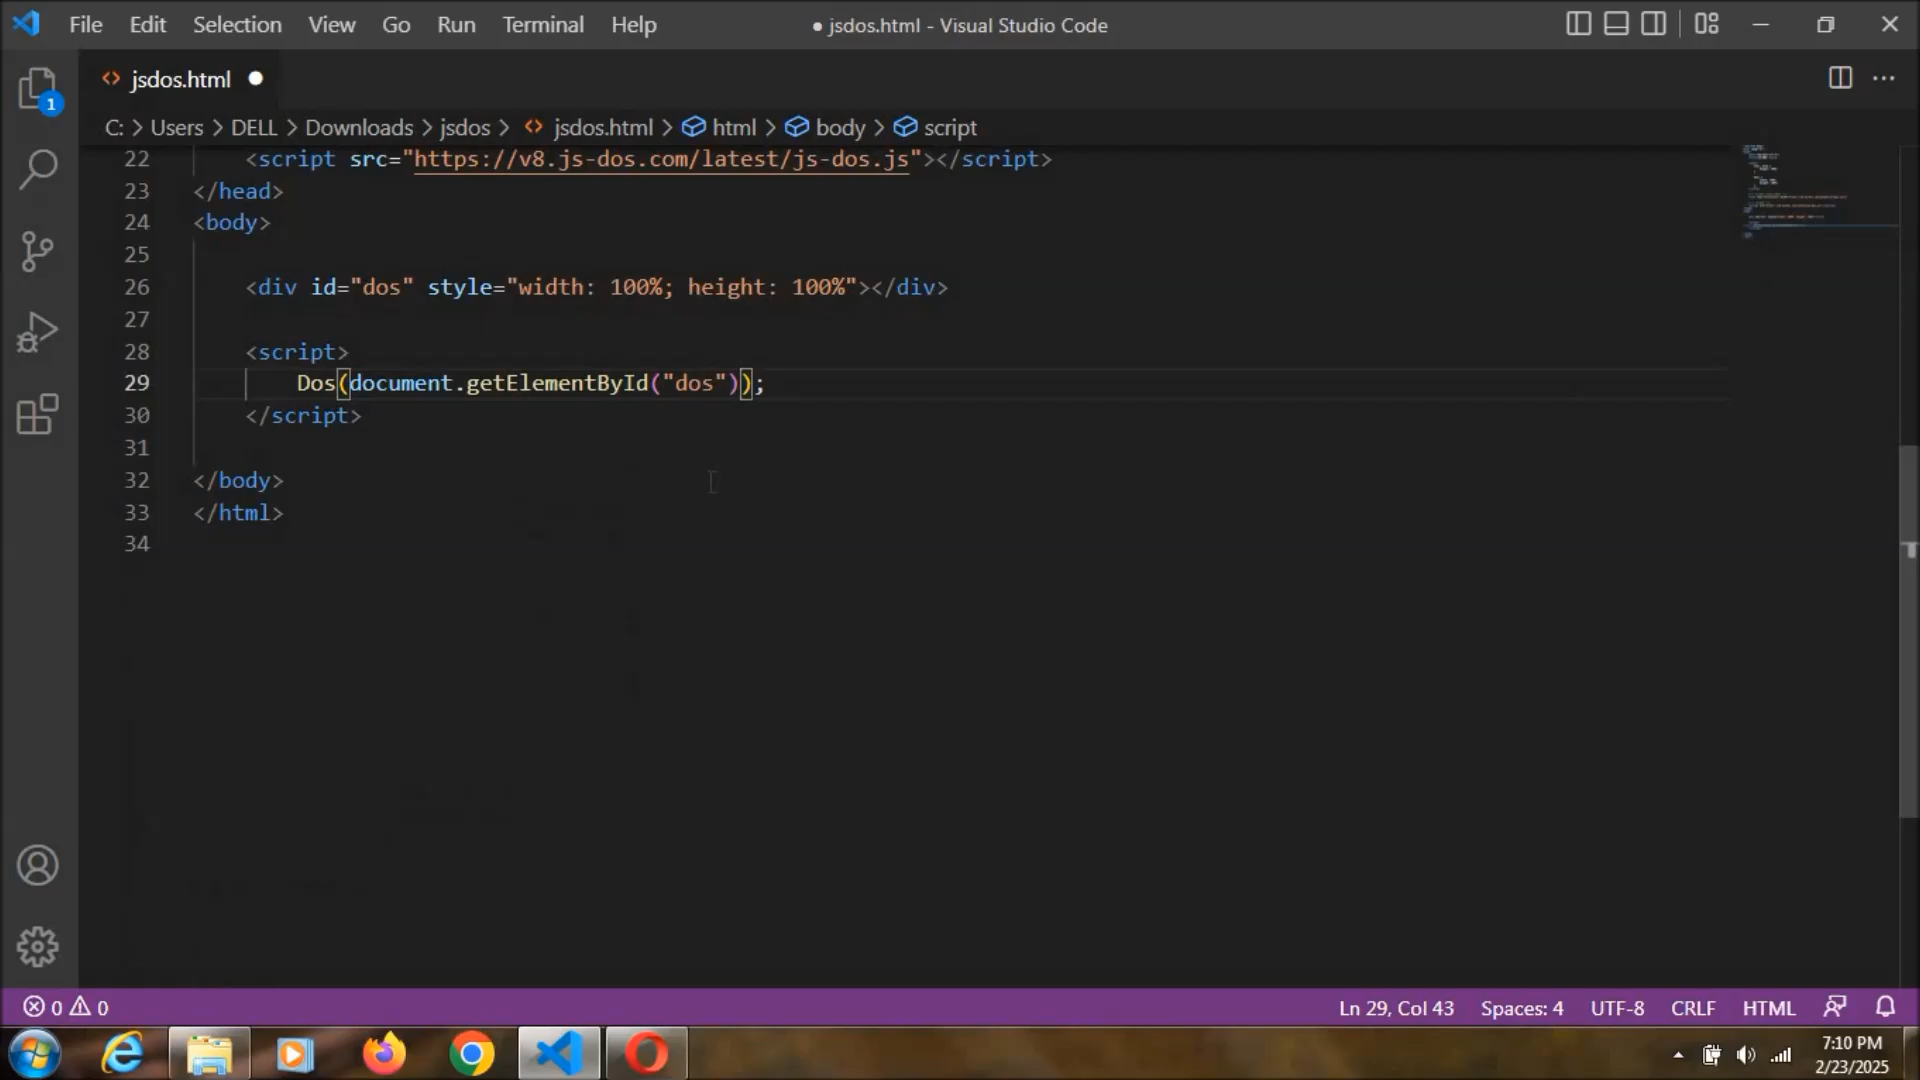 File Edit Selection View Go Run Terminal Help
● jsdos.html - Visual Studio Code
jsdos.html
1
C: > Users > DELL > Downloads > jsdos > jsdos.html > html > body > script
22 <script src="https://v8.js-dos.com/latest/js-dos.js"></script>
23 </head>
24 <body>
25
26 <div id="dos" style="width: 100%; height: 100%"></div>
27
28 <script>
29 Dos(document.getElementById("dos"));
30 </script>
31
32 </body>
33 </html>
34
0 0
Ln 29, Col 43 Spaces: 4 UTF-8 CRLF HTML
7:10 PM
2/23/2025